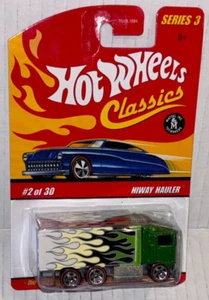 SERIES 3
Hot Wheels
Classics
#2 of 30
HIWAY HAULER